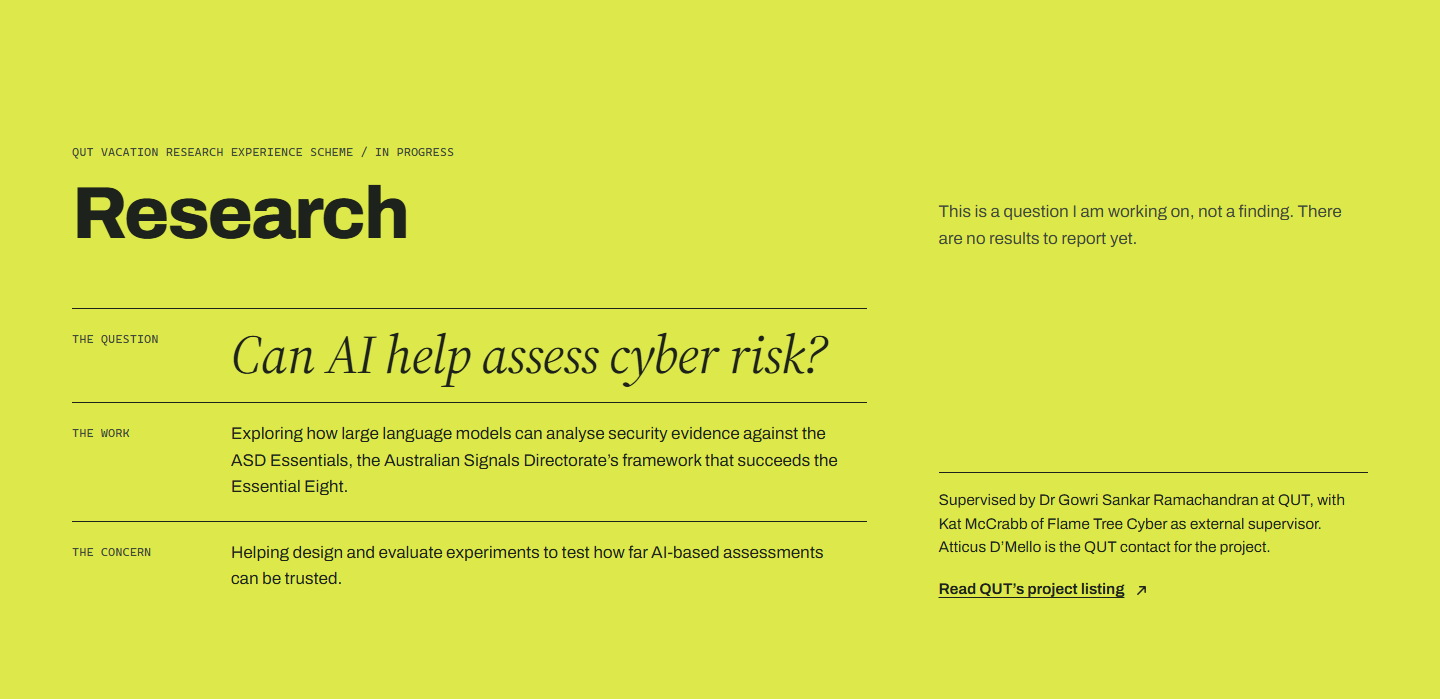 QUT VACATION RESEARCH EXPERIENCE SCHEME / IN PROGRESS
Research
This is a question I am working on, not a finding. There
are no results to report yet.
THE QUESTION
Can AI help assess cyber risk?
THE WORK
Exploring how large language models can analyse security evidence against the
ASD Essentials, the Australian Signals Directorate’s framework that succeeds the
Essential Eight.
THE CONCERN
Helping design and evaluate experiments to test how far AI-based assessments
can be trusted.
Supervised by Dr Gowri Sankar Ramachandran at QUT, with
Kat McCrabb of Flame Tree Cyber as external supervisor.
Atticus D’Mello is the QUT contact for the project.
Read QUT’s project listing ↗